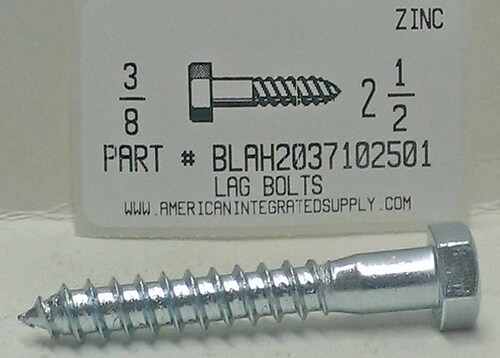 ZINC
3/8 2 1/2
PART # BLAH2037102501
LAG BOLTS
WWW.AMERICANINTEGRATEDSUPPLY.COM